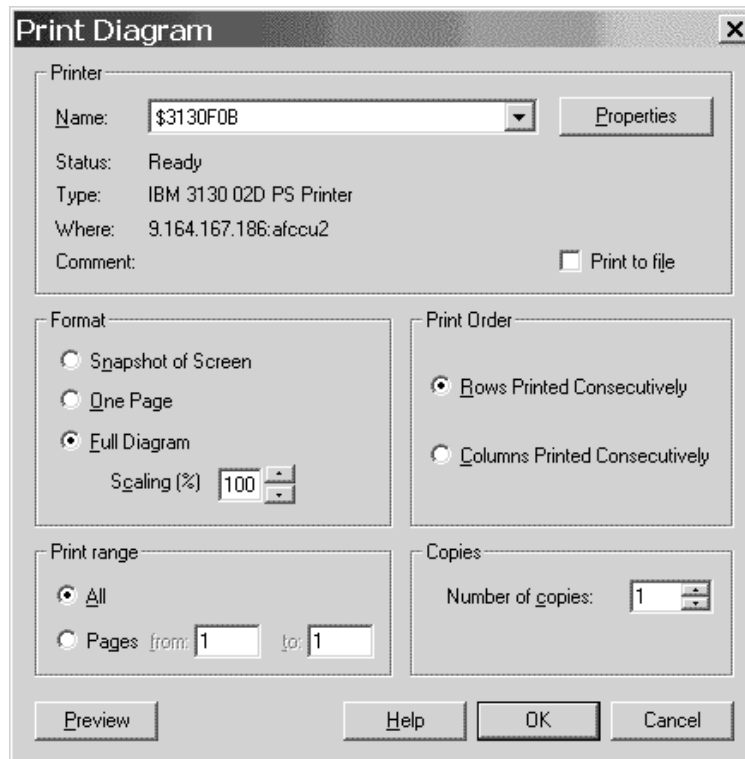 Print Diagram
Printer
Name: $3130F0B Properties
Status: Ready
Type: IBM 3130 02D PS Printer
Where: 9.164.167.186:afccu2
Comment: Print to file
Format
Snapshot of Screen
One Page
Full Diagram
Scaling (%) 100
Print Order
Rows Printed Consecutively
Columns Printed Consecutively
Print range
All
Pages from: 1 to: 1
Copies
Number of copies: 1
Preview Help OK Cancel